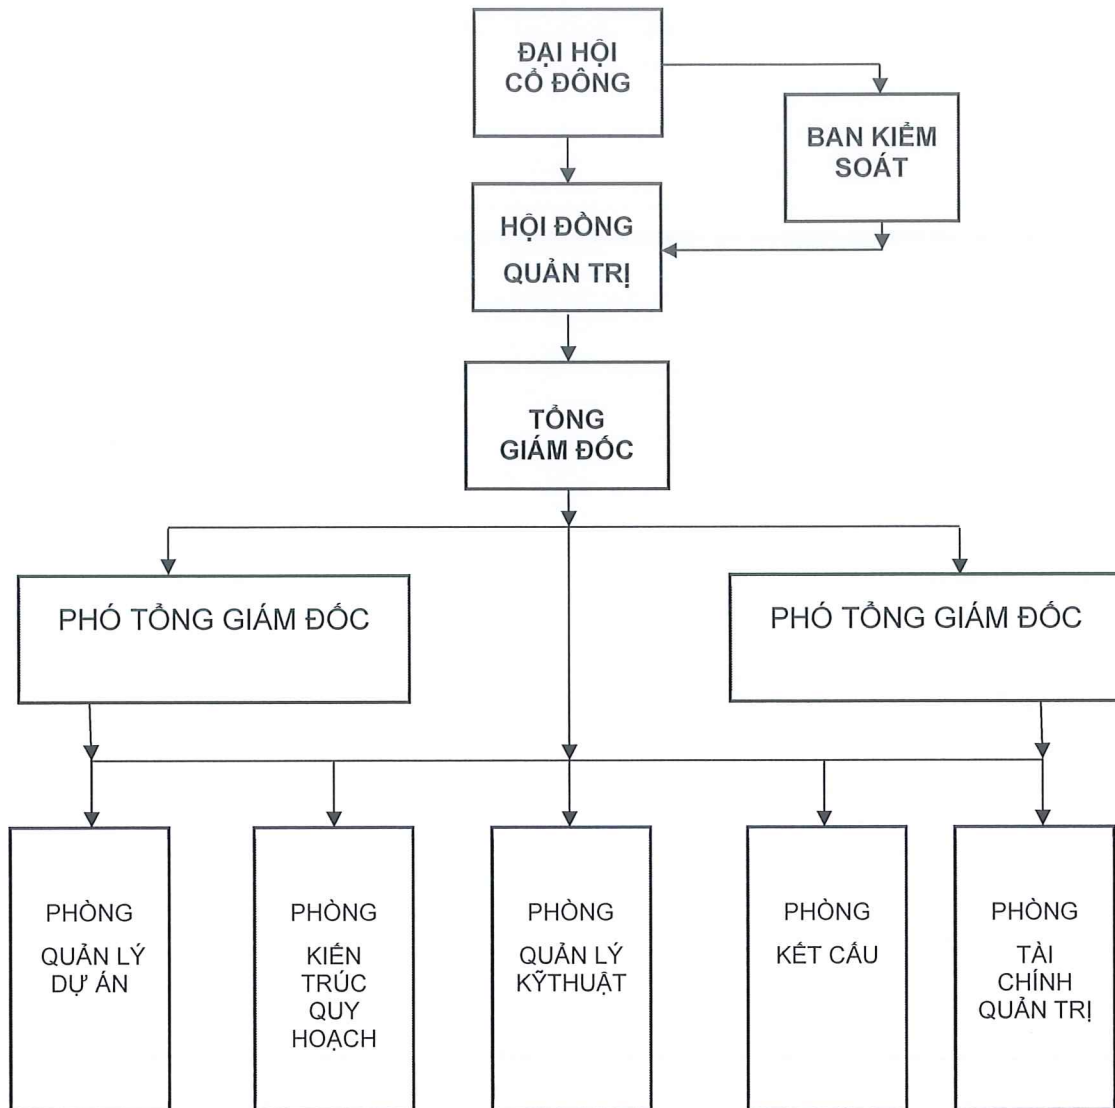 ĐẠI HỘI
CỔ ĐÔNG
BAN KIỂM
SOÁT
HỘI ĐỒNG
QUẢN TRỊ
TỔNG
GIÁM ĐỐC
PHÓ TỔNG GIÁM ĐỐC
PHÓ TỔNG GIÁM ĐỐC
PHÒNG
QUẢN LÝ
DỰ ÁN
PHÒNG
KIẾN
TRÚC
QUY
HOẠCH
PHÒNG
QUẢN LÝ
KỸTHUẬT
PHÒNG
KẾT CẤU
PHÒNG
TÀI
CHÍNH
QUẢN TRỊ